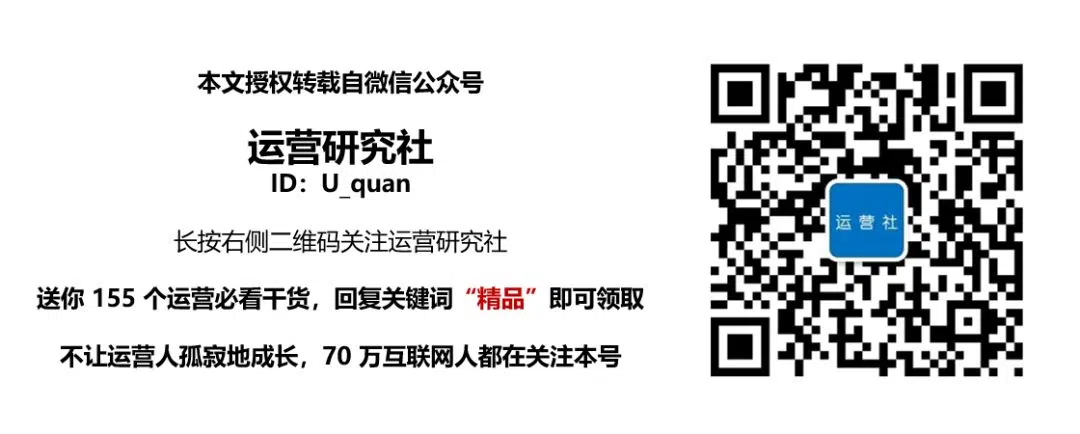 本文授权转载自微信公众号
运营研究社
ID：U_quan
长按右侧二维码关注运营研究社
送你 155 个运营必看干货，回复关键词“精品”即可领取
不让运营人孤寂地成长，70 万互联网人都在关注本号
运营社